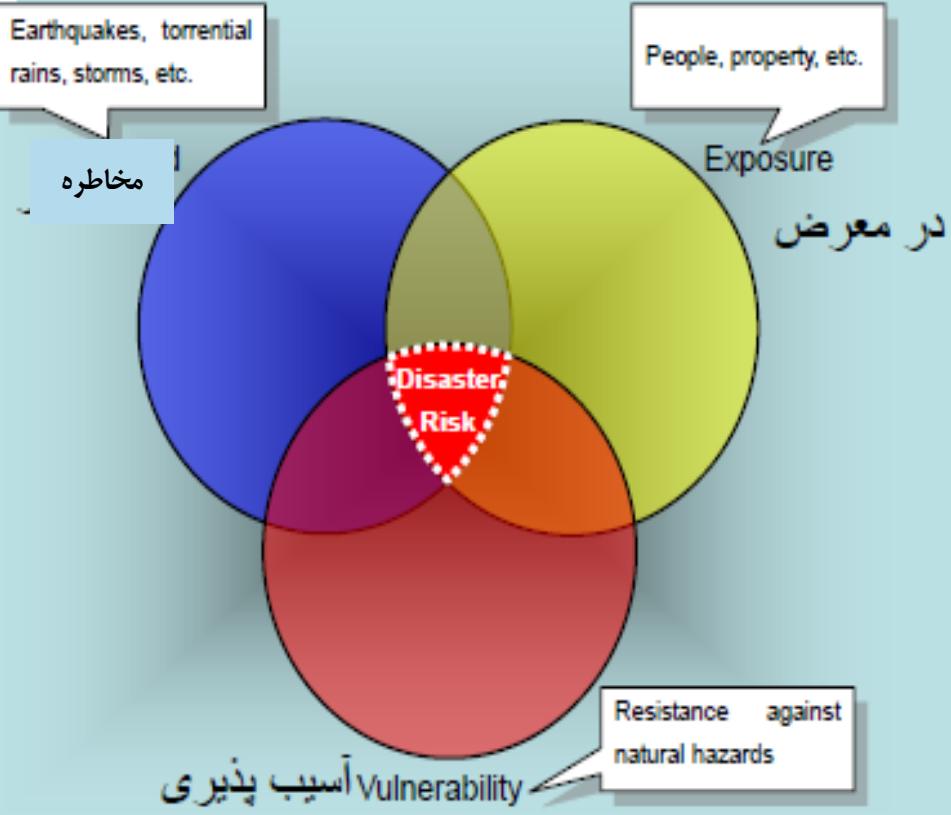 Earthquakes, torrential
rains, storms, etc.
People, property, etc.
مخاطره
Exposure
در معرض
Disaster
Risk
Resistance against
natural hazards
آسیب پذیری Vulnerability